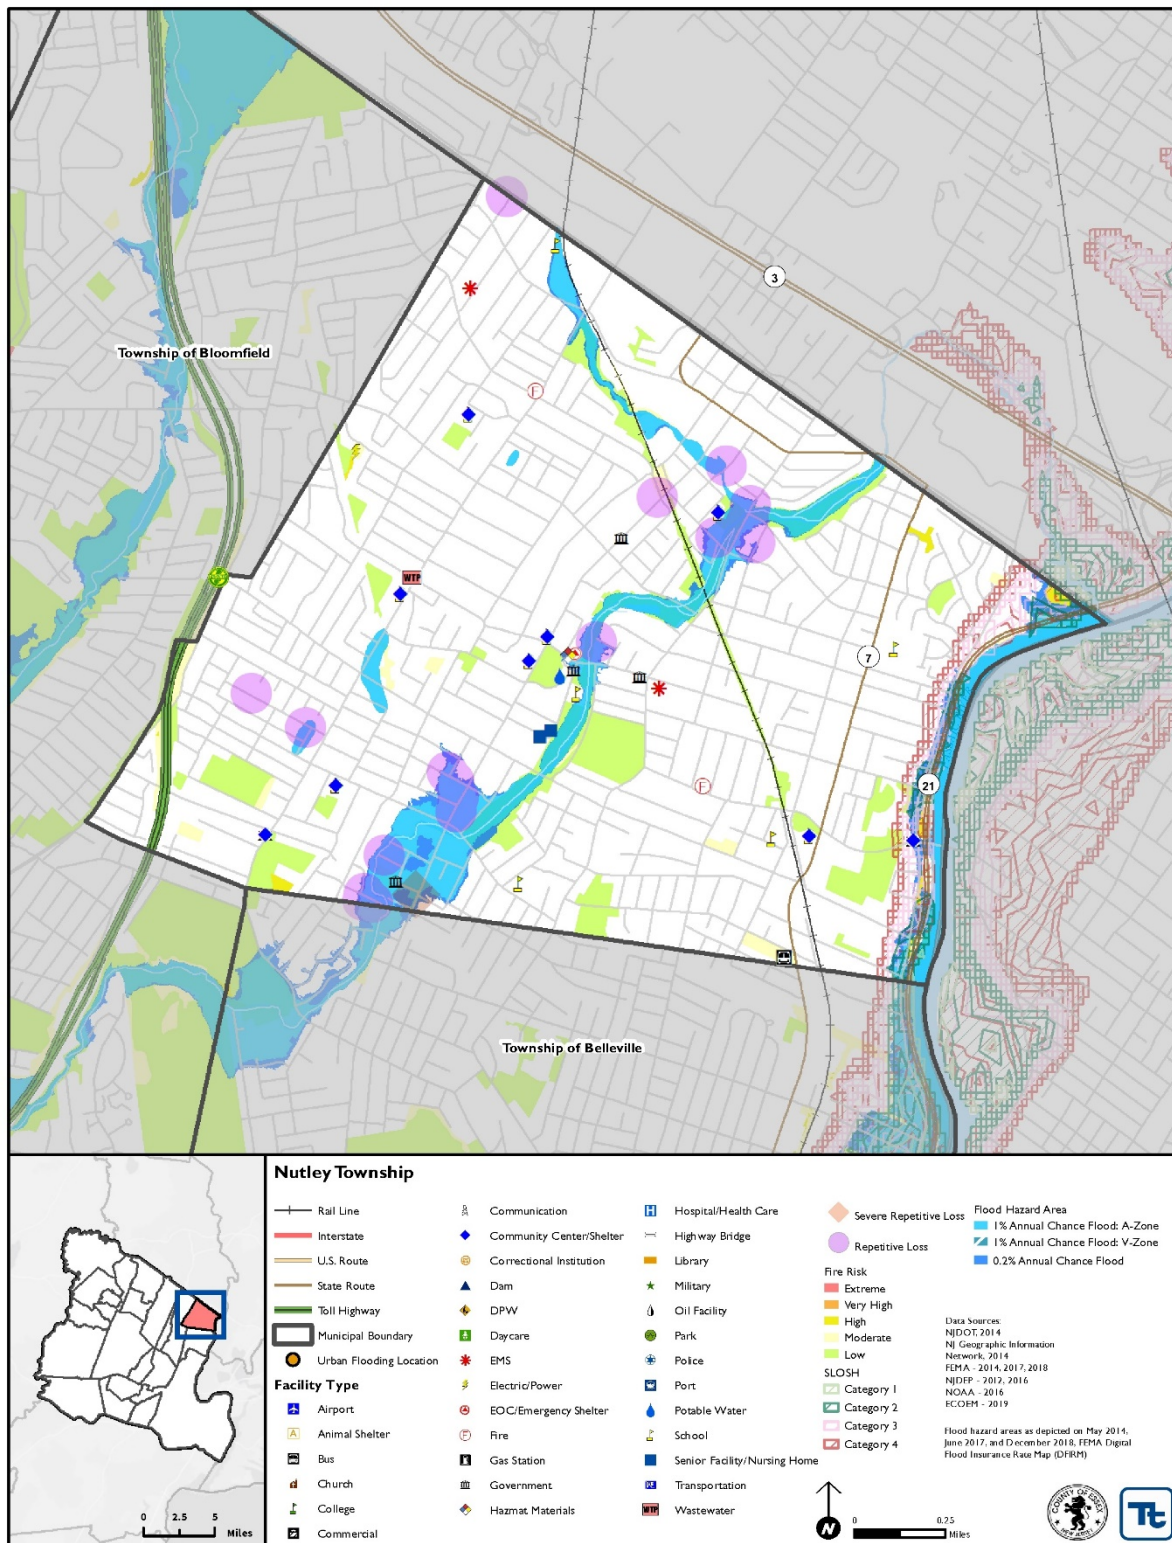 3
Township of Bloomfield
F
WTP
7
F
21
Township of Belleville
Nutley Township
Rail Line
Interstate
U.S. Route
State Route
Toll Highway
Municipal Boundary
Urban Flooding Location
Facility Type
Airport
A Animal Shelter
Bus
Church
College
Commercial
Communication
Community Center/Shelter
Correctional Institution
Dam
DPW
Daycare
EMS
Electric/Power
EOC/Emergency Shelter
F Fire
Gas Station
Government
Hazmat Materials
H Hospital/Health Care
Highway Bridge
Library
Military
Oil Facility
Park
Police
Port
Potable Water
School
Senior Facility/Nursing Home
Transportation
WTP Wastewater
Severe Repetitive Loss
Repetitive Loss
Fire Risk
Extreme
Very High
High
Moderate
Low
SLOSH
Category 1
Category 2
Category 3
Category 4
Flood Hazard Area
1% Annual Chance Flood: A-Zone
1% Annual Chance Flood: V-Zone
0.2% Annual Chance Flood
Data Sources:
NJDOT, 2014
NJ Geographic Information
Network, 2014
FEMA - 2014, 2017, 2018
NJDEP - 2012, 2016
NOAA - 2016
ECOEM - 2019
Flood hazard areas as depicted on May 2014,
June 2017, and December 2018, FEMA Digital
Flood Insurance Rate Map (DFIRM)
0 2.5 5
Miles
N
0 0.25
Miles
COUNTY OF ESSEX
NEW JERSEY
Tt